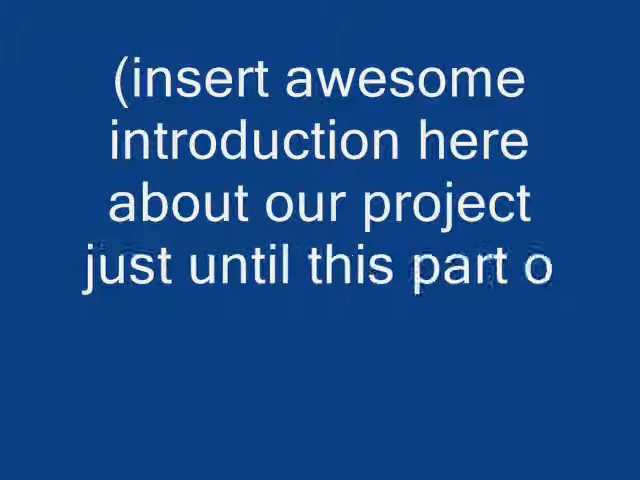 (insert awesome
introduction here
about our project
just until this part o